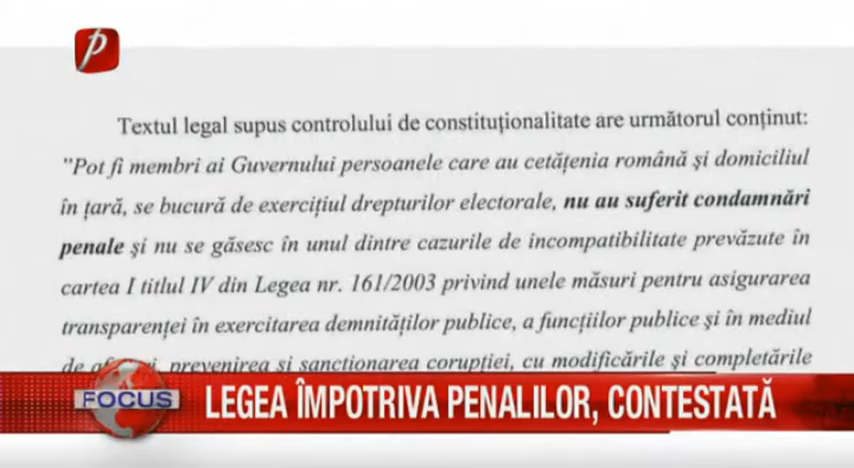 p
Textul legal supus controlului de constituționalitate are următorul conținut:
"Pot fi membri ai Guvernului persoanele care au cetățenia română și domiciliul
în țară, se bucură de exercițiul drepturilor electorale, nu au suferit condamnări
penale și nu se găsesc în unul dintre cazurile de incompatibilitate prevăzute în
cartea I titlul IV din Legea nr. 161/2003 privind unele măsuri pentru asigurarea
transparenței în exercitarea demnităților publice, a funcțiilor publice și în mediul
de prevenirea și sancționarea corupției, cu modificările și completările
FOCUS
LEGEA ÎMPOTRIVA PENALILOR, CONTESTATĂ